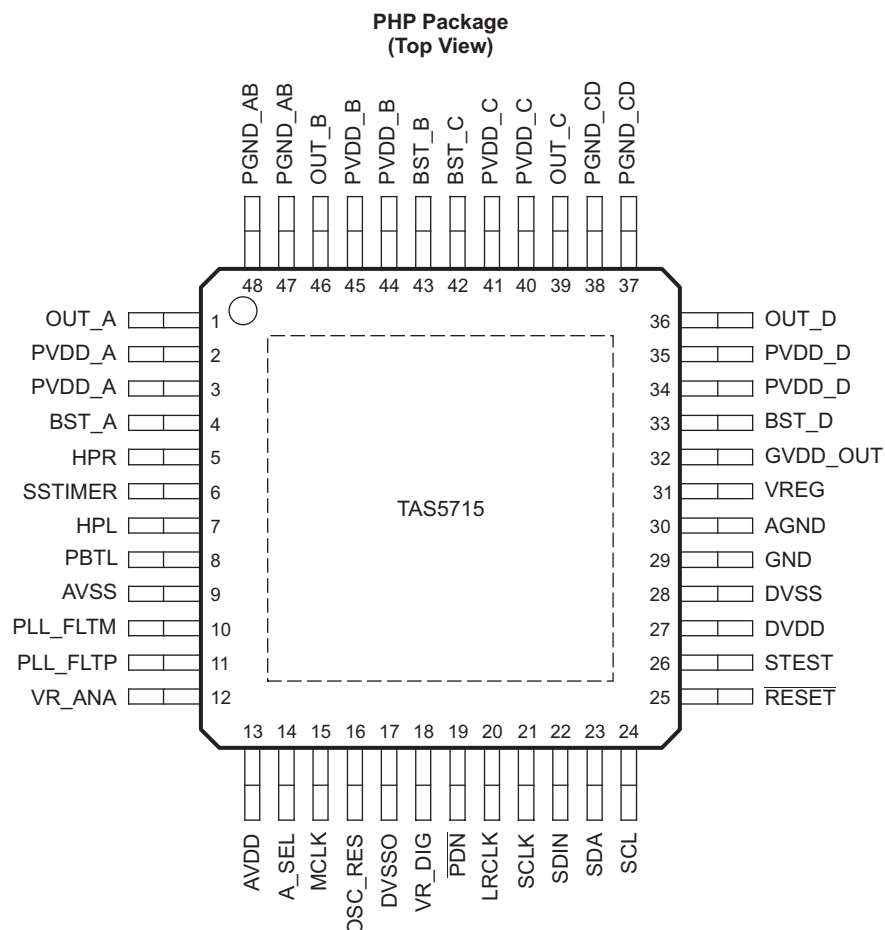 PHP Package
(Top View)
PGND_AB
PGND_AB
OUT_B
PVDD_B
PVDD_B
BST_B
BST_C
PVDD_C
PVDD_C
OUT_C
PGND_CD
PGND_CD
48 47 46 45 44 43 42 41 40 39 38 37
OUT_A 1
PVDD_A 2
PVDD_A 3
BST_A 4
HPR 5
SSTIMER 6
HPL 7
PBTL 8
AVSS 9
PLL_FLTM 10
PLL_FLTP 11
VR_ANA 12
TAS5715
36 OUT_D
35 PVDD_D
34 PVDD_D
33 BST_D
32 GVDD_OUT
31 VREG
30 AGND
29 GND
28 DVSS
27 DVDD
26 STEST
25 RESET
13 14 15 16 17 18 19 20 21 22 23 24
AVDD
A_SEL
MCLK
OSC_RES
DVSSO
VR_DIG
PDN
LRCLK
SCLK
SDIN
SDA
SCL